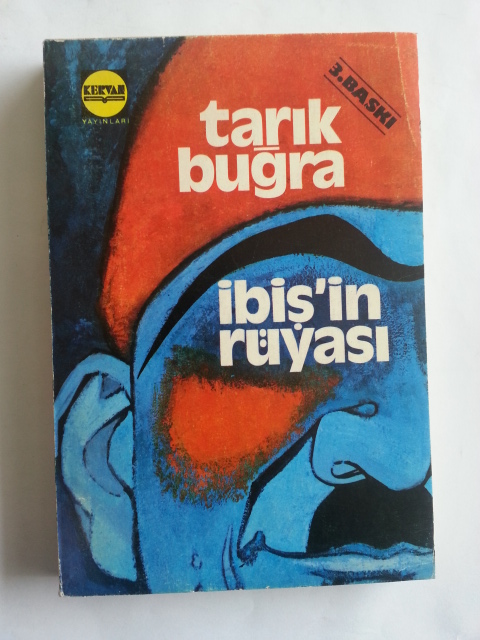 KERVAN
YAYINLARI
3.BASKI
tarık
buğra
ibiş'in
rüyası